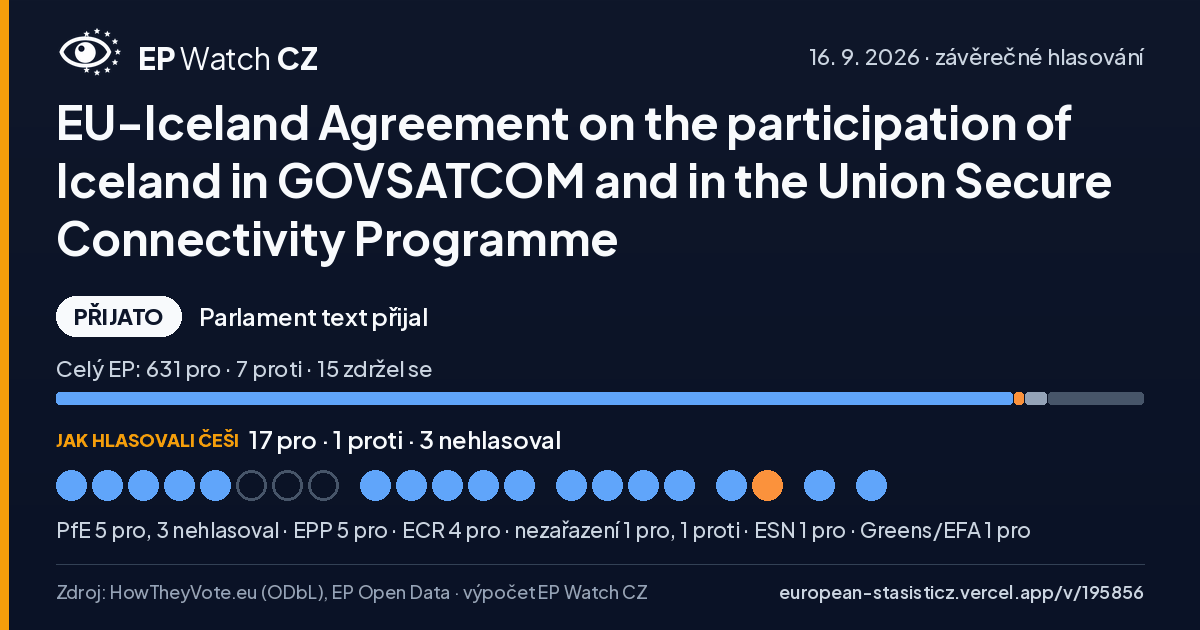 EP Watch CZ
16. 9. 2026 · závěrečné hlasování
EU–Iceland Agreement on the participation of
Iceland in GOVSATCOM and in the Union Secure
Connectivity Programme
PŘIJATO Parlament text přijal
Celý EP: 631 pro · 7 proti · 15 zdržel se
JAK HLASOVALI ČEŠI 17 pro · 1 proti · 3 nehlasoval
PfE 5 pro, 3 nehlasoval · EPP 5 pro · ECR 4 pro · nezařazení 1 pro, 1 proti · ESN 1 pro · Greens/EFA 1 pro
Zdroj: HowTheyVote.eu (ODbL), EP Open Data · výpočet EP Watch CZ
european-stasisticz.vercel.app/v/195856